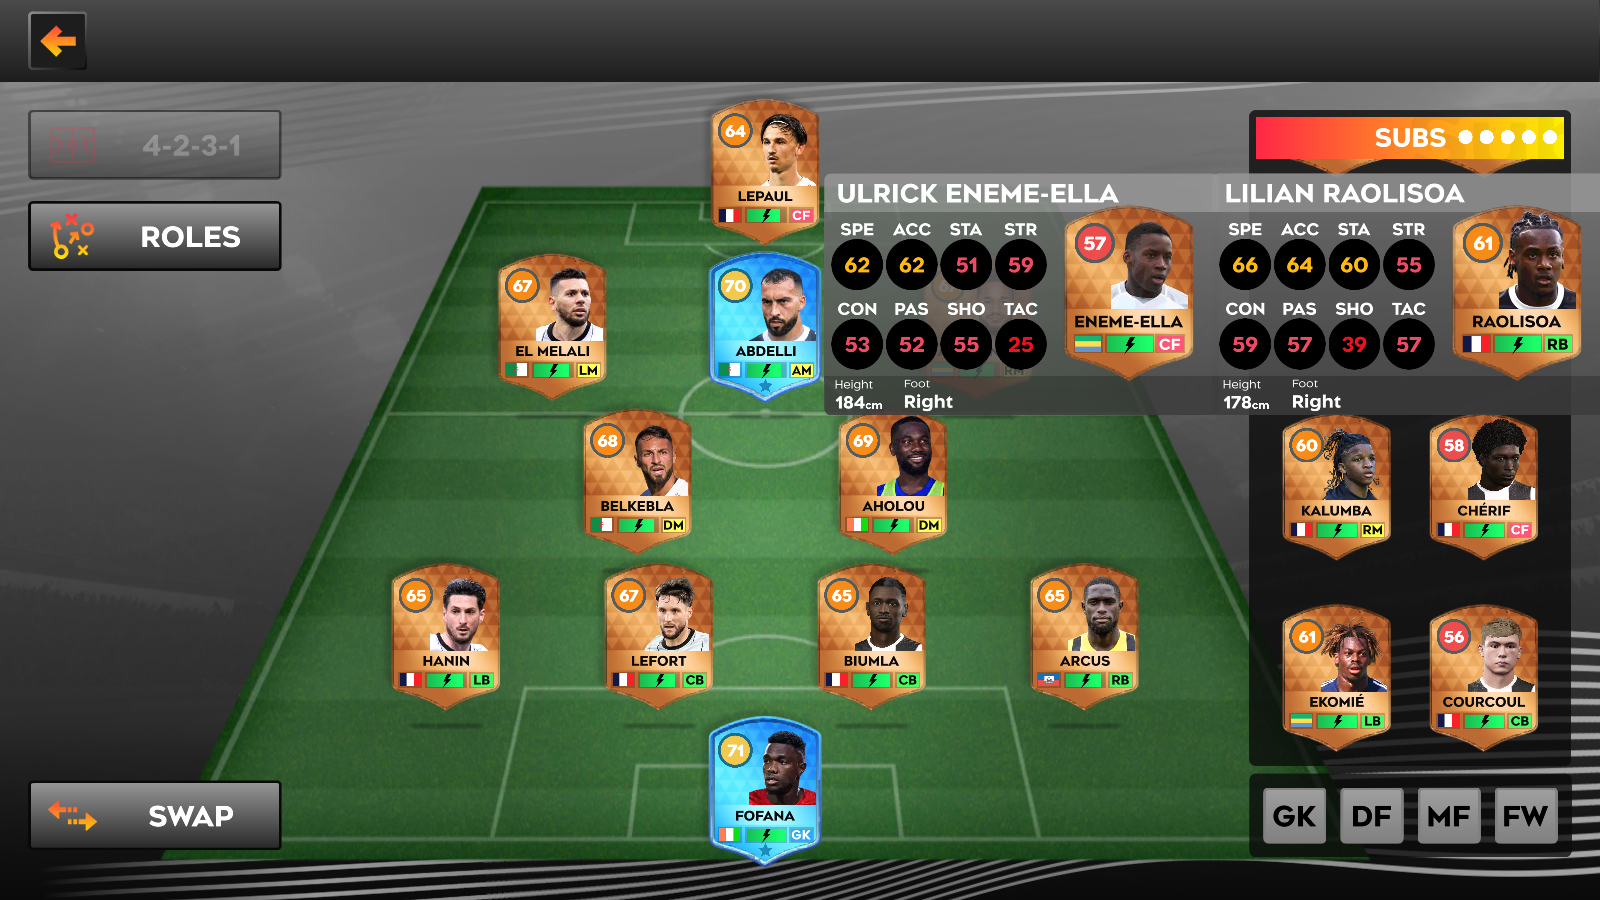 4-2-3-1
ROLES
SWAP
64
LEPAUL
CF
67
EL MELALI
LM
70
ABDELLI
AM
RM
68
BELKEBLA
DM
69
AHOLOU
DM
65
HANIN
LB
67
LEFORT
CB
65
BIUMLA
CB
65
ARCUS
RB
71
FOFANA
GK
ULRICK ENEME-ELLA
SPE ACC STA STR
62 62 51 59
CON PAS SHO TAC
53 52 55 25
Height Foot
184cm Right
57
ENEME-ELLA
CF
LILIAN RAOLISOA
SPE ACC STA STR
66 64 60 55
CON PAS SHO TAC
59 57 39 57
Height Foot
178cm Right
61
RAOLISOA
RB
SUBS
60
KALUMBA
RM
58
CHÉRIF
CF
61
EKOMIÉ
LB
56
COURCOUL
CB
GK DF MF FW